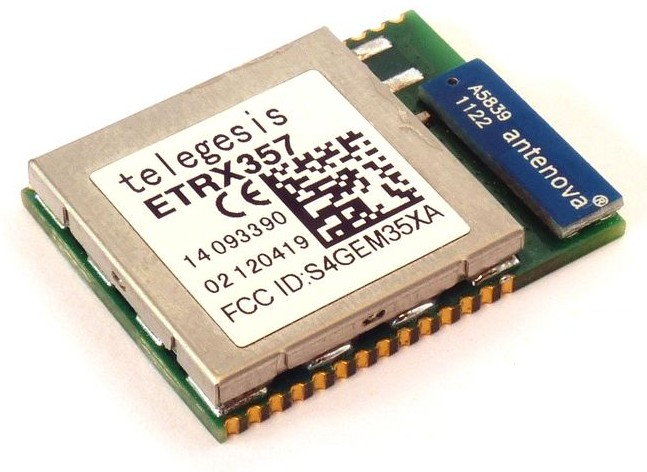 telegesis
ETRX357
CE
14 093390
02 120419
FCC ID:S4GEM35XA
A5839
1122
antenova®